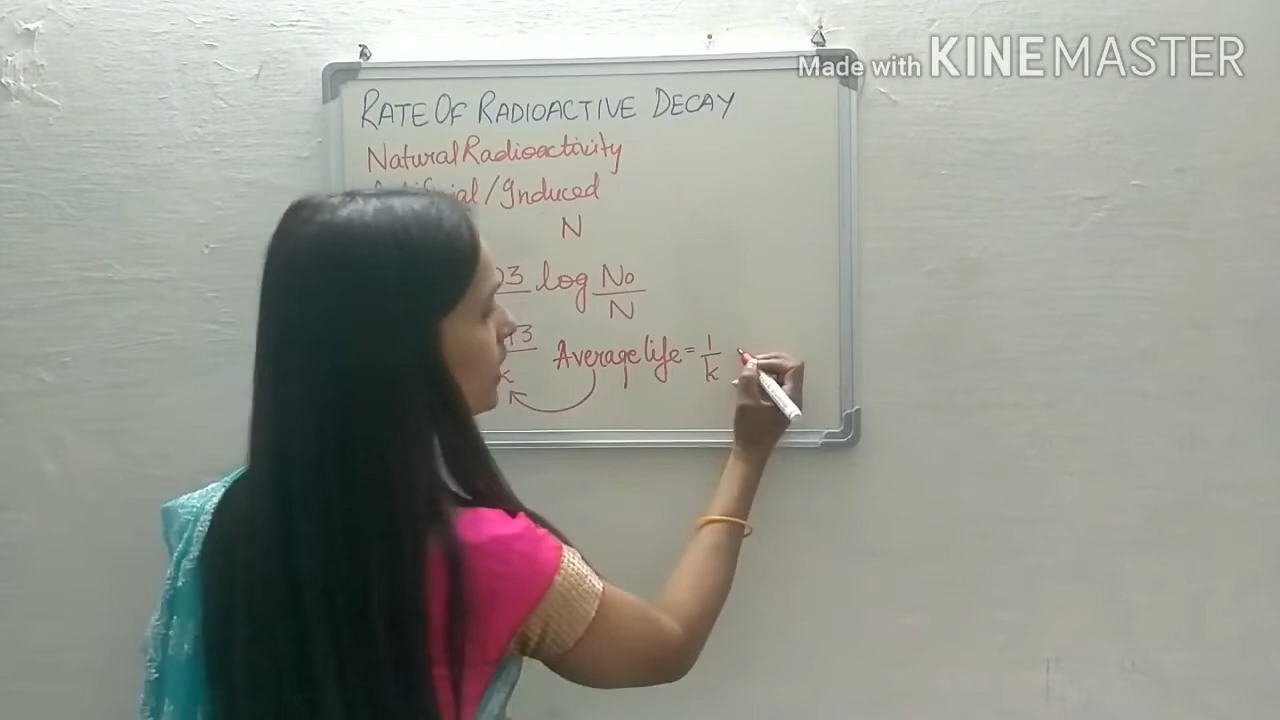 Made with KINEMASTER
RATE OF RADIOACTIVE DECAY
Natural Radioactivity
/Induced
N
log No
N
Average life = 1
k